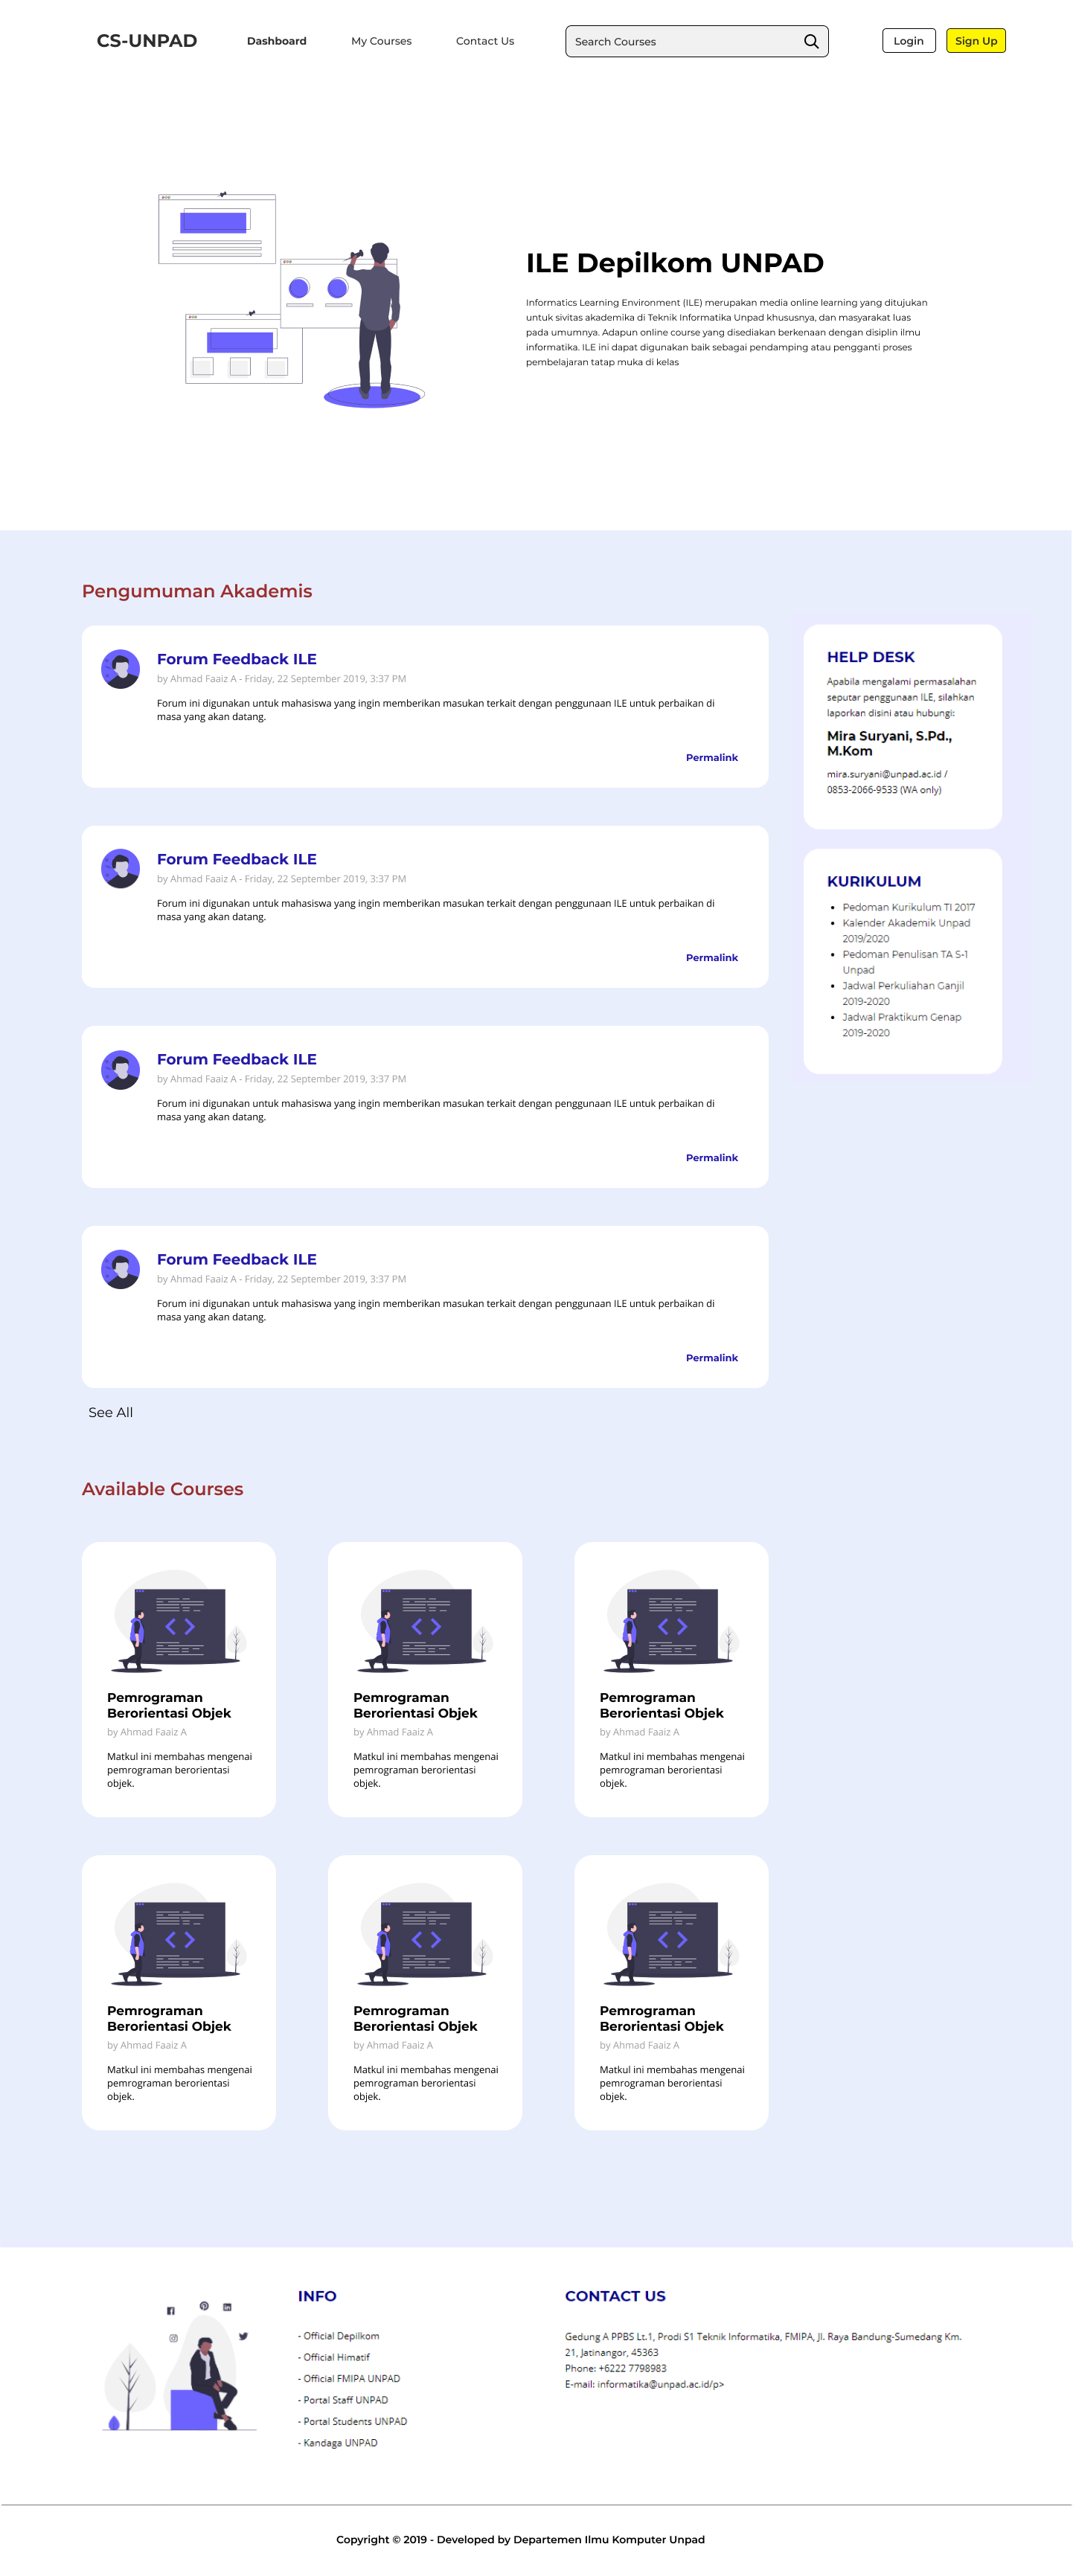 CS-UNPAD
Dashboard
My Courses
Contact Us
Search Courses
Login
Sign Up
ILE Depilkom UNPAD
Informatics Learning Environment (ILE) merupakan media online learning yang ditujukan
untuk sivitas akademika di Teknik Informatika Unpad khususnya, dan masyarakat luas
pada umumnya. Adapun online course yang disediakan berkenaan dengan disiplin ilmu
informatika. ILE ini dapat digunakan baik sebagai pendamping atau pengganti proses
pembelajaran tatap muka di kelas
Pengumuman Akademis
Forum Feedback ILE
by Ahmad Faaiz A - Friday, 22 September 2019, 3:37 PM
Forum ini digunakan untuk mahasiswa yang ingin memberikan masukan terkait dengan penggunaan ILE untuk perbaikan di
masa yang akan datang.
Permalink
Forum Feedback ILE
by Ahmad Faaiz A - Friday, 22 September 2019, 3:37 PM
Forum ini digunakan untuk mahasiswa yang ingin memberikan masukan terkait dengan penggunaan ILE untuk perbaikan di
masa yang akan datang.
Permalink
Forum Feedback ILE
by Ahmad Faaiz A - Friday, 22 September 2019, 3:37 PM
Forum ini digunakan untuk mahasiswa yang ingin memberikan masukan terkait dengan penggunaan ILE untuk perbaikan di
masa yang akan datang.
Permalink
Forum Feedback ILE
by Ahmad Faaiz A - Friday, 22 September 2019, 3:37 PM
Forum ini digunakan untuk mahasiswa yang ingin memberikan masukan terkait dengan penggunaan ILE untuk perbaikan di
masa yang akan datang.
Permalink
See All
HELP DESK
Apabila mengalami permasalahan
seputar penggunaan ILE, silahkan
laporkan disini atau hubungi:
Mira Suryani, S.Pd.,
M.Kom
mira.suryani@unpad.ac.id /
0853-2066-9533 (WA only)
KURIKULUM
• Pedoman Kurikulum TI 2017
• Kalender Akademik Unpad
2019/2020
• Pedoman Penulisan TA S-1
Unpad
• Jadwal Perkuliahan Ganjil
2019-2020
• Jadwal Praktikum Genap
2019-2020
Available Courses
Pemrograman
Berorientasi Objek
by Ahmad Faaiz A
Matkul ini membahas mengenai
pemrograman berorientasi
objek.
Pemrograman
Berorientasi Objek
by Ahmad Faaiz A
Matkul ini membahas mengenai
pemrograman berorientasi
objek.
Pemrograman
Berorientasi Objek
by Ahmad Faaiz A
Matkul ini membahas mengenai
pemrograman berorientasi
objek.
Pemrograman
Berorientasi Objek
by Ahmad Faaiz A
Matkul ini membahas mengenai
pemrograman berorientasi
objek.
Pemrograman
Berorientasi Objek
by Ahmad Faaiz A
Matkul ini membahas mengenai
pemrograman berorientasi
objek.
Pemrograman
Berorientasi Objek
by Ahmad Faaiz A
Matkul ini membahas mengenai
pemrograman berorientasi
objek.
INFO
- Official Depilkom
- Official Himatif
- Official FMIPA UNPAD
- Portal Staff UNPAD
- Portal Students UNPAD
- Kandaga UNPAD
CONTACT US
Gedung A PPBS Lt.1, Prodi S1 Teknik Informatika, FMIPA, Jl. Raya Bandung-Sumedang Km.
21, Jatinangor, 45363
Phone: +6222 7798983
E-mail: informatika@unpad.ac.id/p>
Copyright © 2019 - Developed by Departemen Ilmu Komputer Unpad